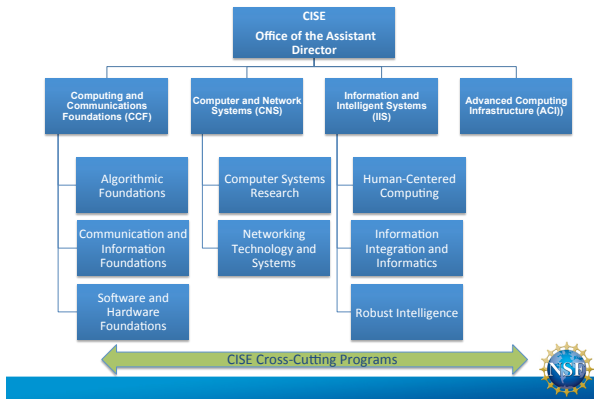 CISE
Office of the Assistant
Director
Computing and
Communications
Foundations (CCF)
Computer and Network
Systems (CNS)
Information and
Intelligent Systems
(IIS)
Advanced Computing
Infrastructure (ACI))
Algorithmic
Foundations
Computer Systems
Research
Human-Centered
Computing
Communication and
Information
Foundations
Networking
Technology and
Systems
Information
Integration and
Informatics
Software and
Hardware
Foundations
Robust Intelligence
CISE Cross-Cutting Programs
NSF